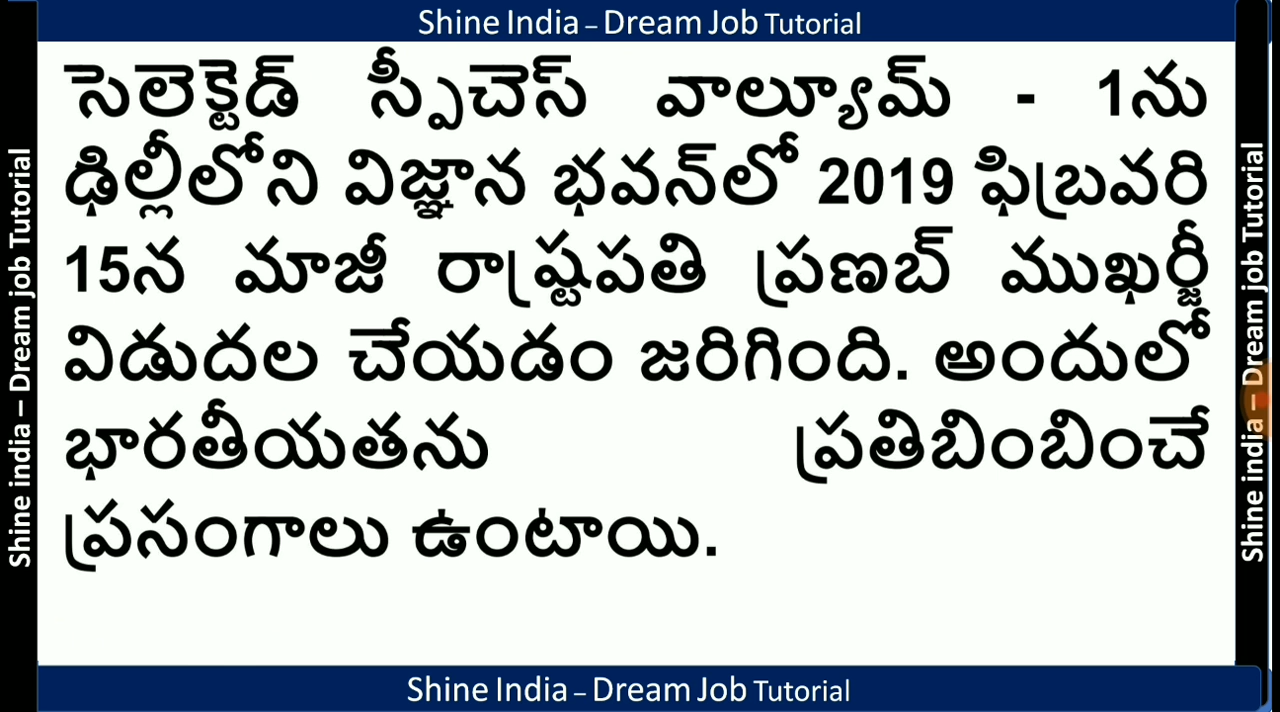 Shine India – Dream Job Tutorial
సెలెక్టెడ్ స్పీచెస్ వాల్యూమ్ - 1ను
ఢిల్లీలోని విజ్ఞాన భవన్‌లో 2019 ఫిబ్రవరి
15న మాజీ రాష్ట్రపతి ప్రణబ్ ముఖర్జీ
విడుదల చేయడం జరిగింది. అందులో
భారతీయతను ప్రతిబింబించే
ప్రసంగాలు ఉంటాయి.
Shine India – Dream Job Tutorial
Shine india – Dream job Tutorial
Shine india – Dream job Tutorial